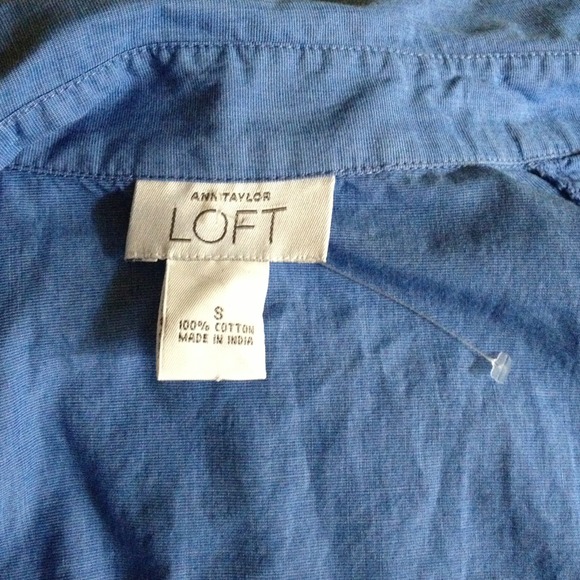 ANN TAYLOR
LOFT
S
100% COTTON
MADE IN INDIA